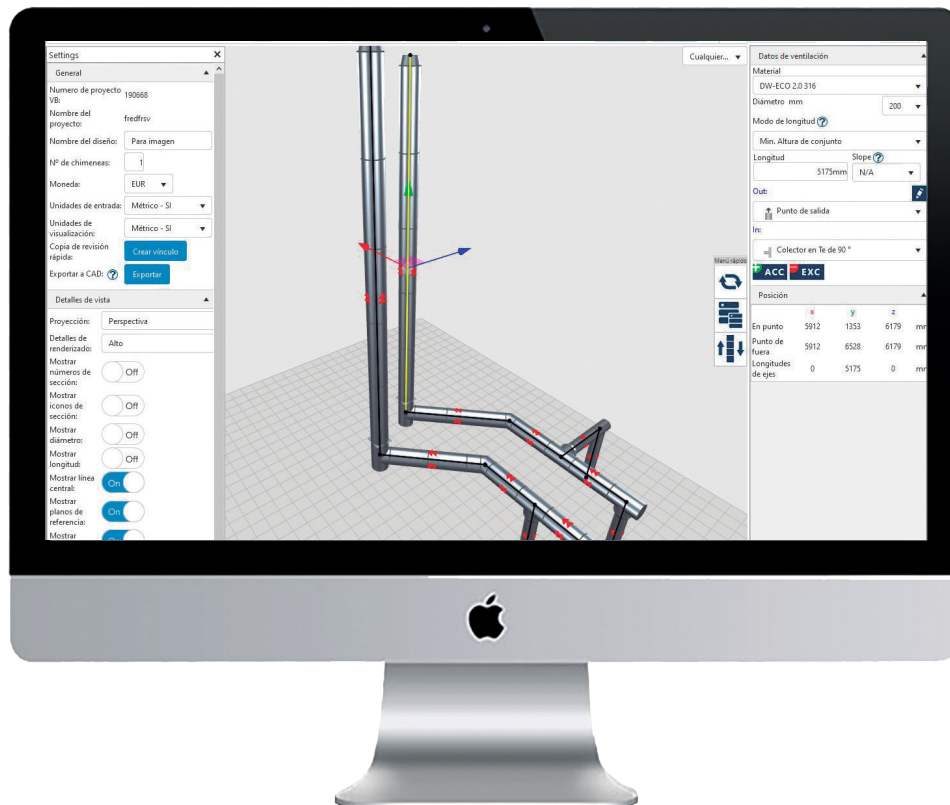 Settings
×
General
Numero de proyecto
VB:
190668
Nombre del
proyecto:
fredfrsv
Nombre del diseño:
Para imagen
Nº de chimeneas:
1
Moneda:
EUR
Unidades de entrada:
Métrico - SI
Unidades de
visualización:
Métrico - SI
Copia de revisión
rápida:
Crear vínculo
Exportar a CAD:
?
Exportar
Detalles de vista
Proyección:
Perspectiva
Detalles de
renderizado:
Alto
Mostrar
números de
sección:
Off
Mostrar
iconos de
sección:
Off
Mostrar
diámetro:
Off
Mostrar
longitud:
Off
Mostrar línea
central:
On
Mostrar
planos de
referencia:
On
Mostrar
On
Cualquier...
Menú rápido
Datos de ventilación
Material
DW-ECO 2.0 316
Diámetro mm
200
Modo de longitud ?
Min. Altura de conjunto
Longitud
Slope ?
5175mm
N/A
Out:
Punto de salida
In:
Colector en Te de 90 °
ACC
EXC
Posición
x y z
En punto 5912 1353 6179 mm
Punto de
fuera 5912 6528 6179 mm
Longitudes
de ejes 0 5175 0 mm